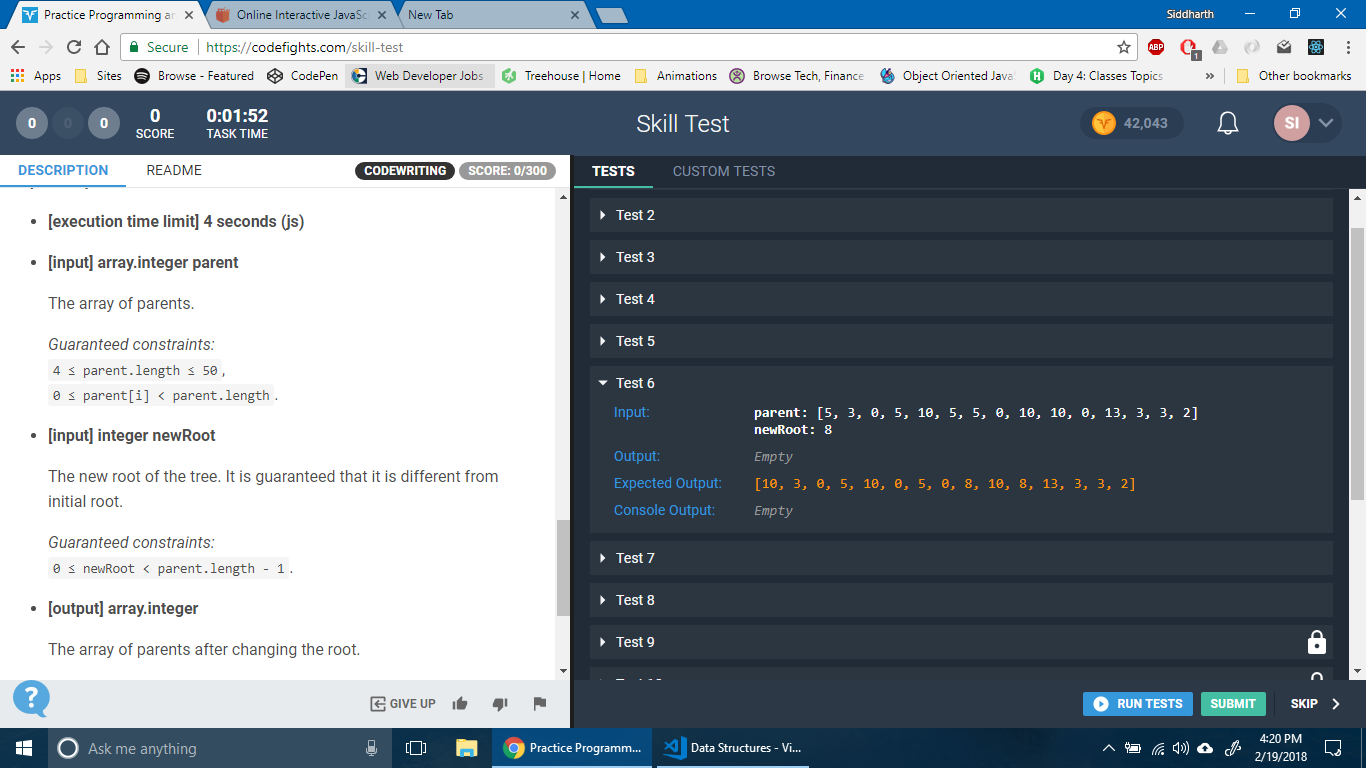 Practice Programming ar
Online Interactive JavaSc
New Tab
Siddharth
Secure
https://codefights.com/skill-test
ABP
1
Apps
Sites
Browse - Featured
CodePen
Web Developer Jobs
Treehouse | Home
Animations
Browse Tech, Finance
Object Oriented Java
Day 4: Classes Topics
»
Other bookmarks
0
0
0
0
SCORE
0:01:52
TASK TIME
Skill Test
42,043
SI
DESCRIPTION
README
CODEWRITING
SCORE: 0/300
• [execution time limit] 4 seconds (js)
• [input] array.integer parent
The array of parents.
Guaranteed constraints:
4 ≤ parent.length ≤ 50,
0 ≤ parent[i] < parent.length.
• [input] integer newRoot
The new root of the tree. It is guaranteed that it is different from
initial root.
Guaranteed constraints:
0 ≤ newRoot < parent.length - 1.
• [output] array.integer
The array of parents after changing the root.
?
GIVE UP
TESTS
CUSTOM TESTS
Test 2
Test 3
Test 4
Test 5
Test 6
Input:
parent: [5, 3, 0, 5, 10, 5, 5, 0, 10, 10, 0, 13, 3, 3, 2]
newRoot: 8
Output:
Empty
Expected Output:
[10, 3, 0, 5, 10, 0, 5, 0, 8, 10, 8, 13, 3, 3, 2]
Console Output:
Empty
Test 7
Test 8
Test 9
RUN TESTS
SUBMIT
SKIP
Ask me anything
Practice Programm...
Data Structures - Vi...
4:20 PM
2/19/2018